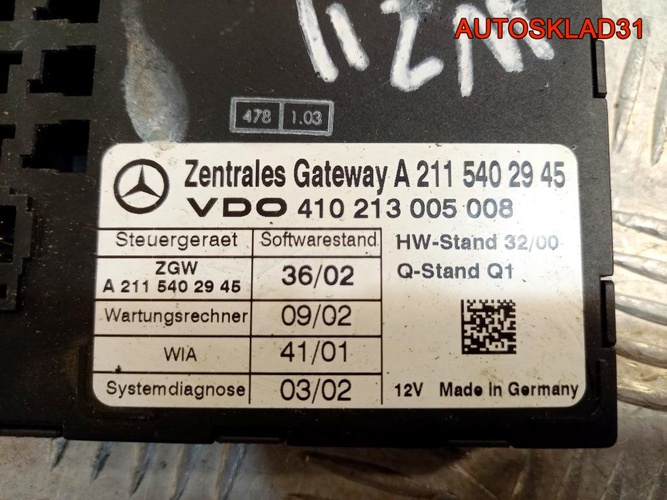 AUTOSKLAD31
W211
478 1.03
Zentrales Gateway A 211 540 29 45
VDO 410 213 005 008
Steuergeraet Softwarestand HW-Stand 32/00
ZGW 36/02 Q-Stand Q1
A 211 540 29 45
Wartungsrechner 09/02
WIA 41/01
Systemdiagnose 03/02 12V Made In Germany